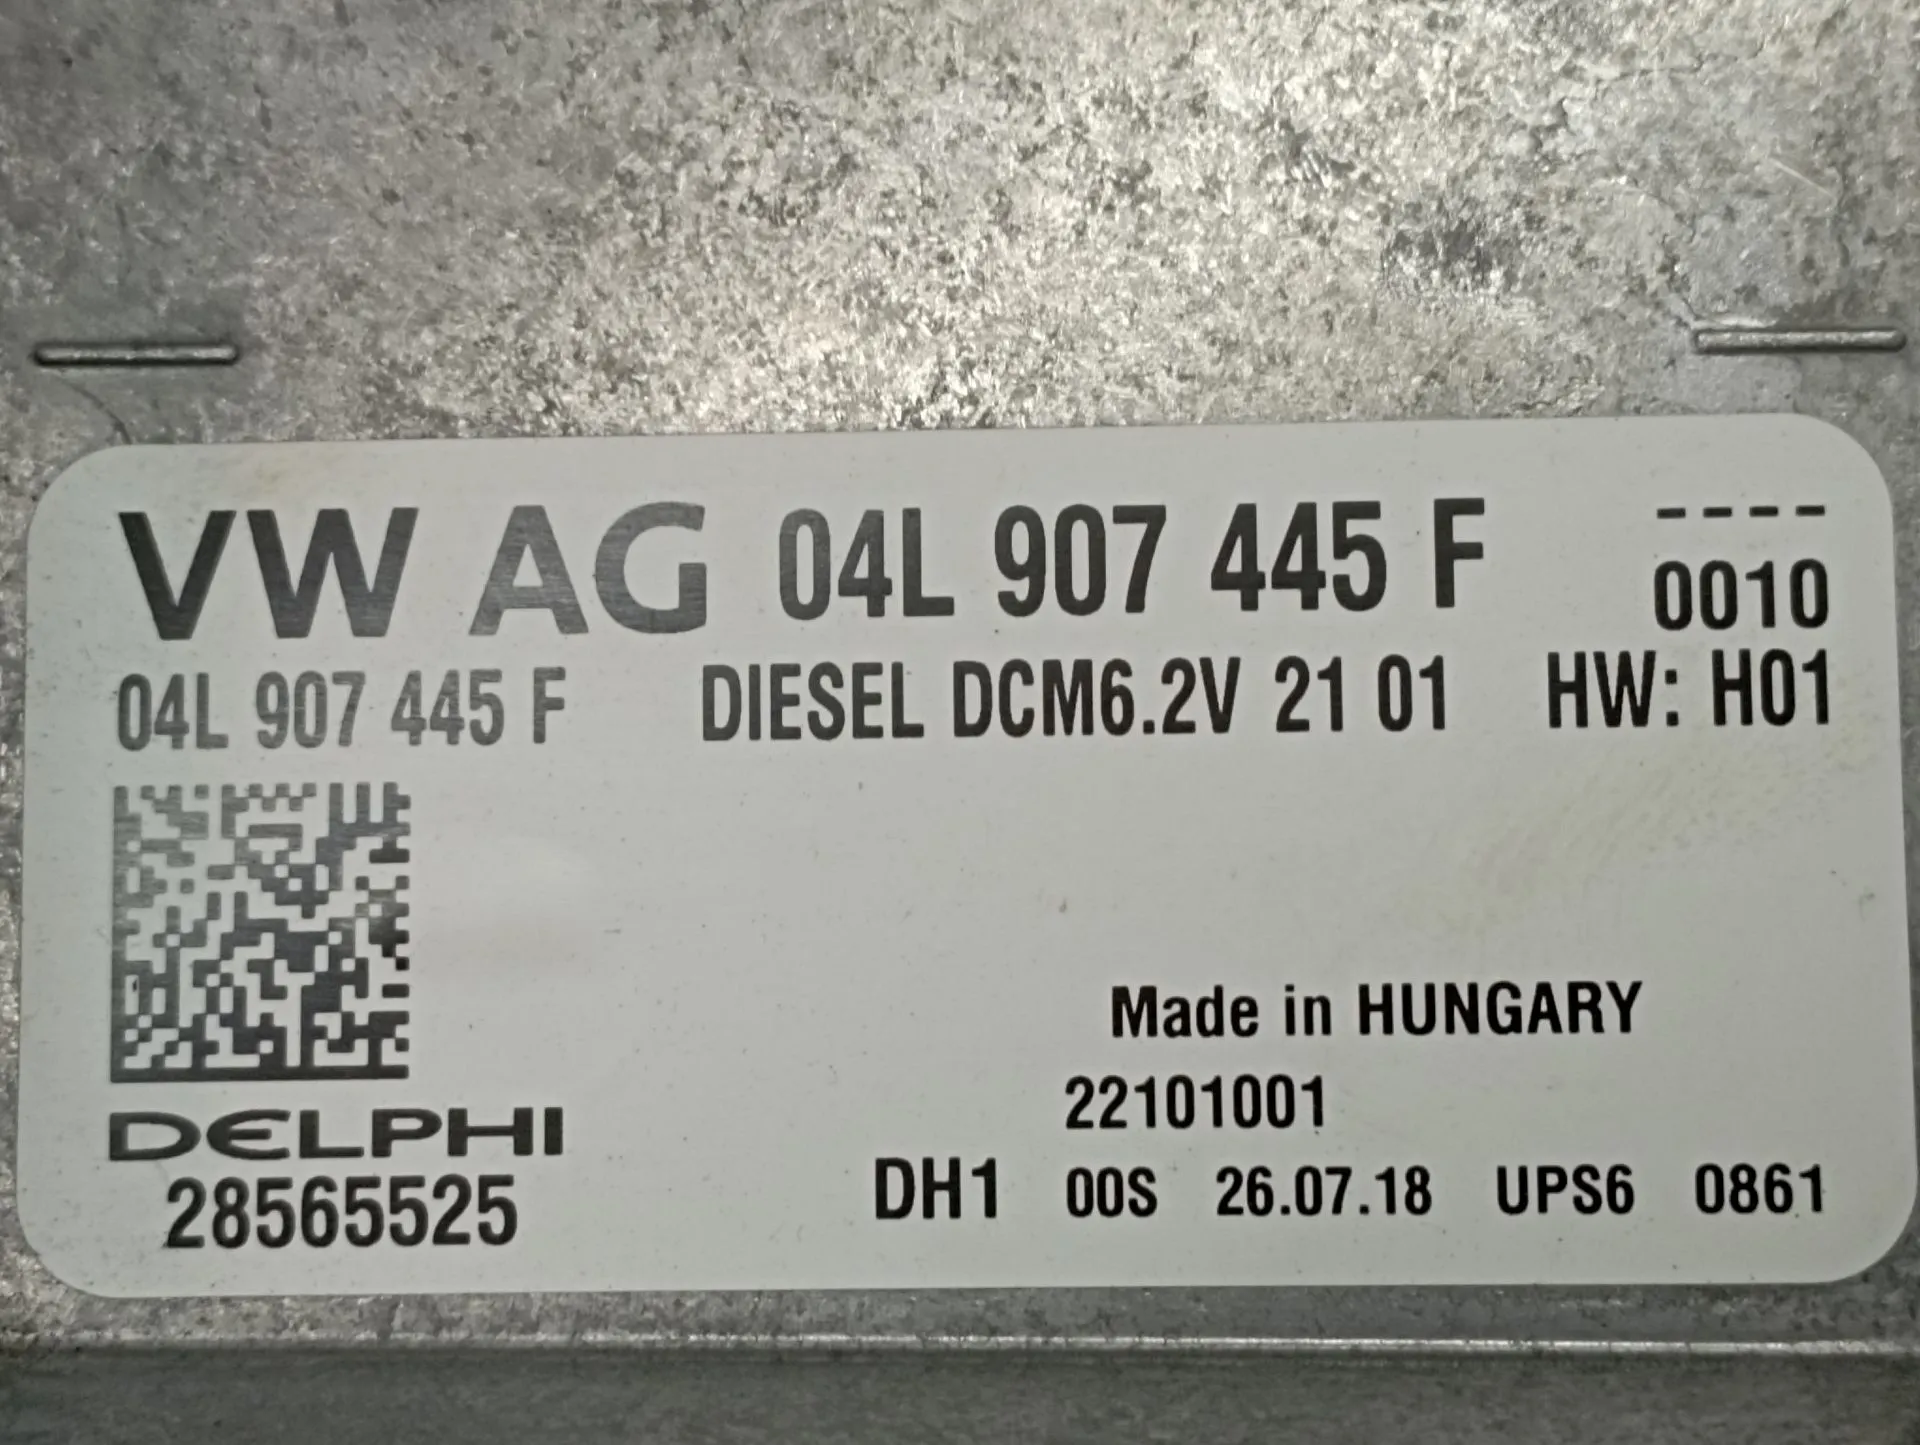 VW AG 04L 907 445 F ----
0010
04L 907 445 F DIESEL DCM6.2V 21 01 HW: H01
Made in HUNGARY
22101001
DELPHI
28565525
DH1 00S 26.07.18 UPS6 0861